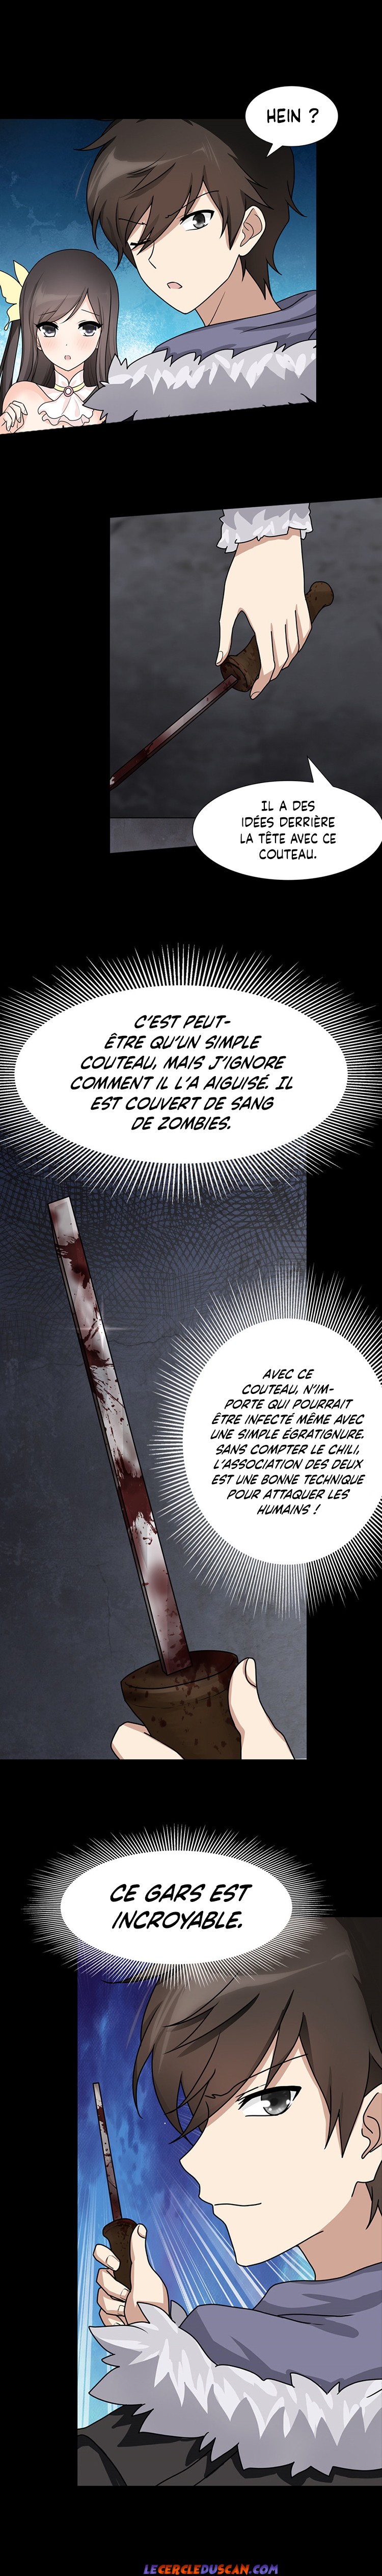 HEIN ?
IL A DES
IDÉES DERRIÈRE
LA TÊTE AVEC CE
COUTEAU.
C'EST PEUT-
ÊTRE QU'UN SIMPLE
COUTEAU, MAIS J'IGNORE
COMMENT IL L'A AIGUISÉ. IL
EST COUVERT DE SANG
DE ZOMBIES.
AVEC CE
COUTEAU, N'IM-
PORTE QUI POURRAIT
ÊTRE INFECTÉ MÊME AVEC
UNE SIMPLE ÉGRATIGNURE.
SANS COMPTER LE CHILI,
L'ASSOCIATION DES DEUX
EST UNE BONNE TECHNIQUE
POUR ATTAQUER LES
HUMAINS !
CE GARS EST
INCROYABLE.
LECERCLEDUSCAN.COM